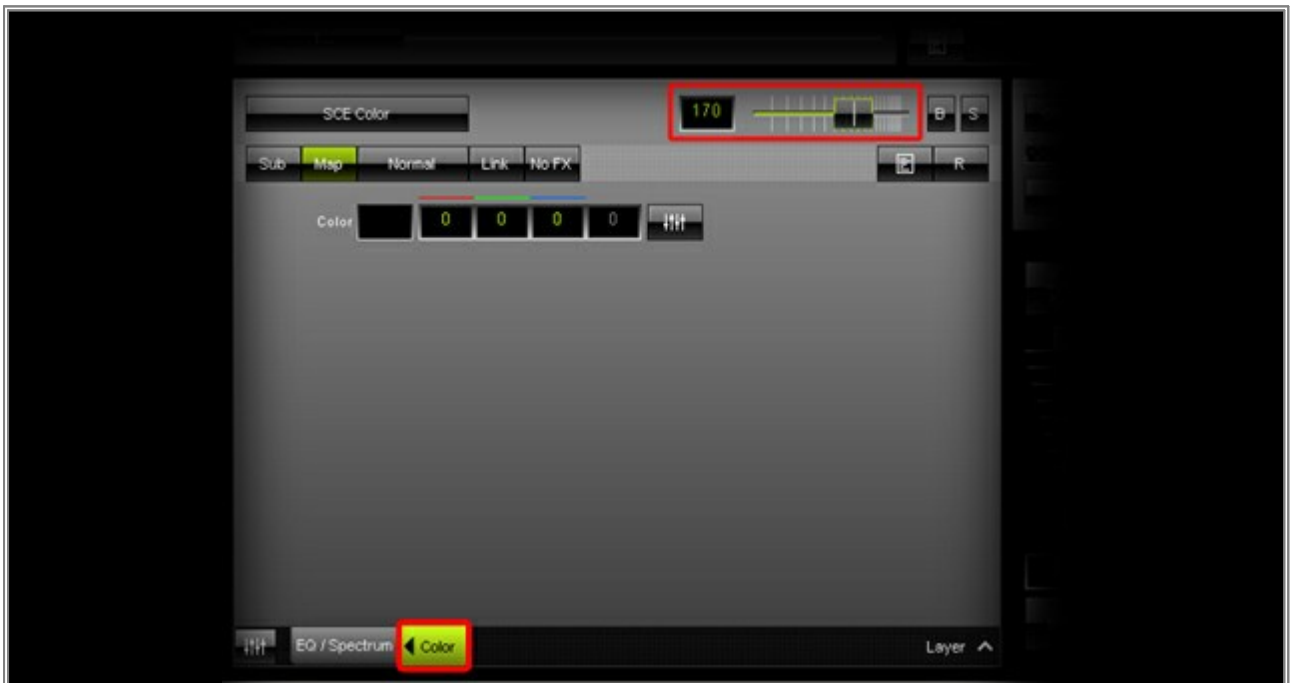 SCE Color 170 B S
Sub Map Normal Link No FX R
Color 0 0 0 0
EQ / Spectrum Color Layer